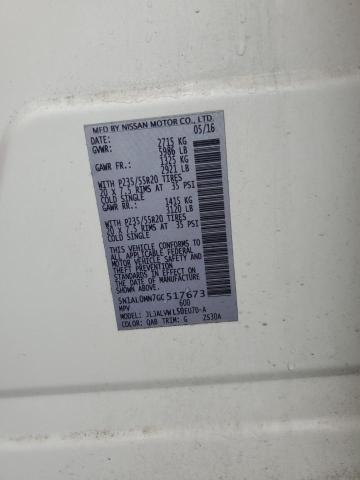 MFD BY NISSAN MOTOR CO., LTD.
DATE: 05/16
GVWR: 2715 KG
5986 LB
GAWR FR.: 1325 KG
2921 LB
WITH P235/55R20 TIRES
20 X 7.5 RIMS AT 35 PSI
COLD SINGLE
GAWR RR.: 1415 KG
3120 LB
WITH P235/55R20 TIRES
20 X 7.5 RIMS AT 35 PSI
COLD SINGLE
THIS VEHICLE CONFORMS TO ALL
APPLICABLE U.S. FEDERAL
MOTOR VEHICLE SAFETY
STANDARDS IN EFFECT ON THE
DATE OF MANUFACTURE SHOWN
ABOVE.
5N1AL0MN7GC517673
MPV 600
MODEL: JLJALVWL50EU7D-A
COLOR: QAB TRIM: G 2530A